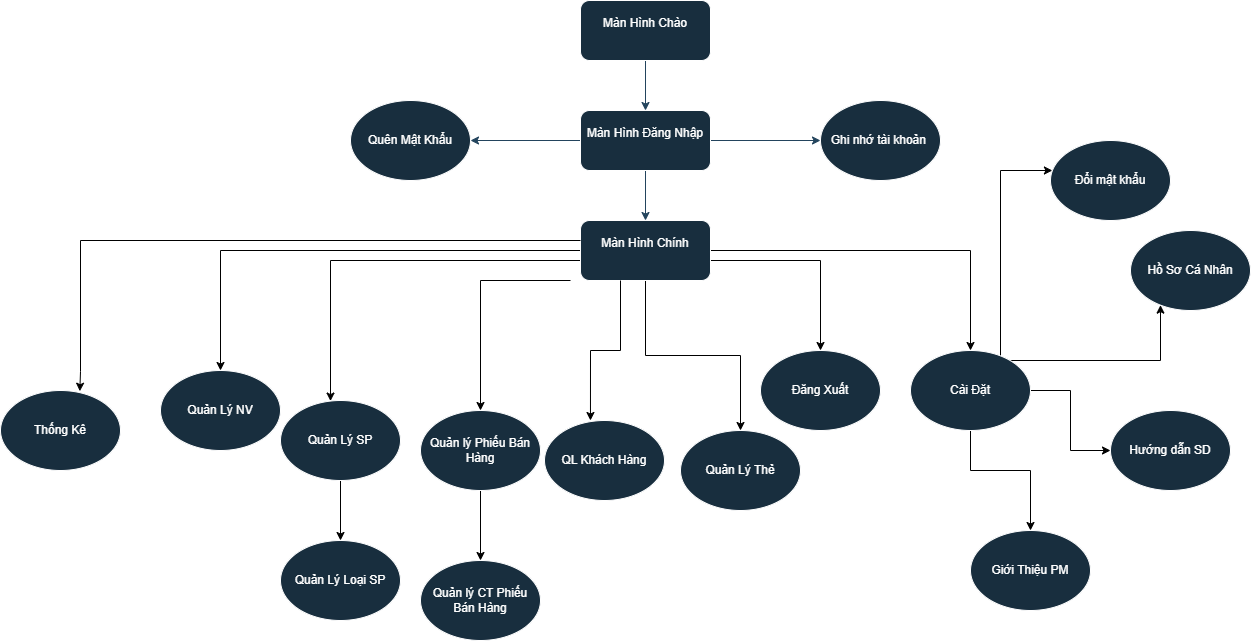 Màn Hình Chào
Quên Mật Khẩu
Màn Hình Đăng Nhập
Ghi nhớ tài khoản
Đổi mật khẩu
Màn Hình Chính
Hồ Sơ Cá Nhân
Thống Kê
Quản Lý NV
Quản Lý SP
Quản lý Phiếu Bán
Hàng
QL Khách Hàng
Quản Lý Thẻ
Đăng Xuất
Cài Đặt
Hướng dẫn SD
Quản Lý Loại SP
Quản lý CT Phiếu
Bán Hàng
Giới Thiệu PM